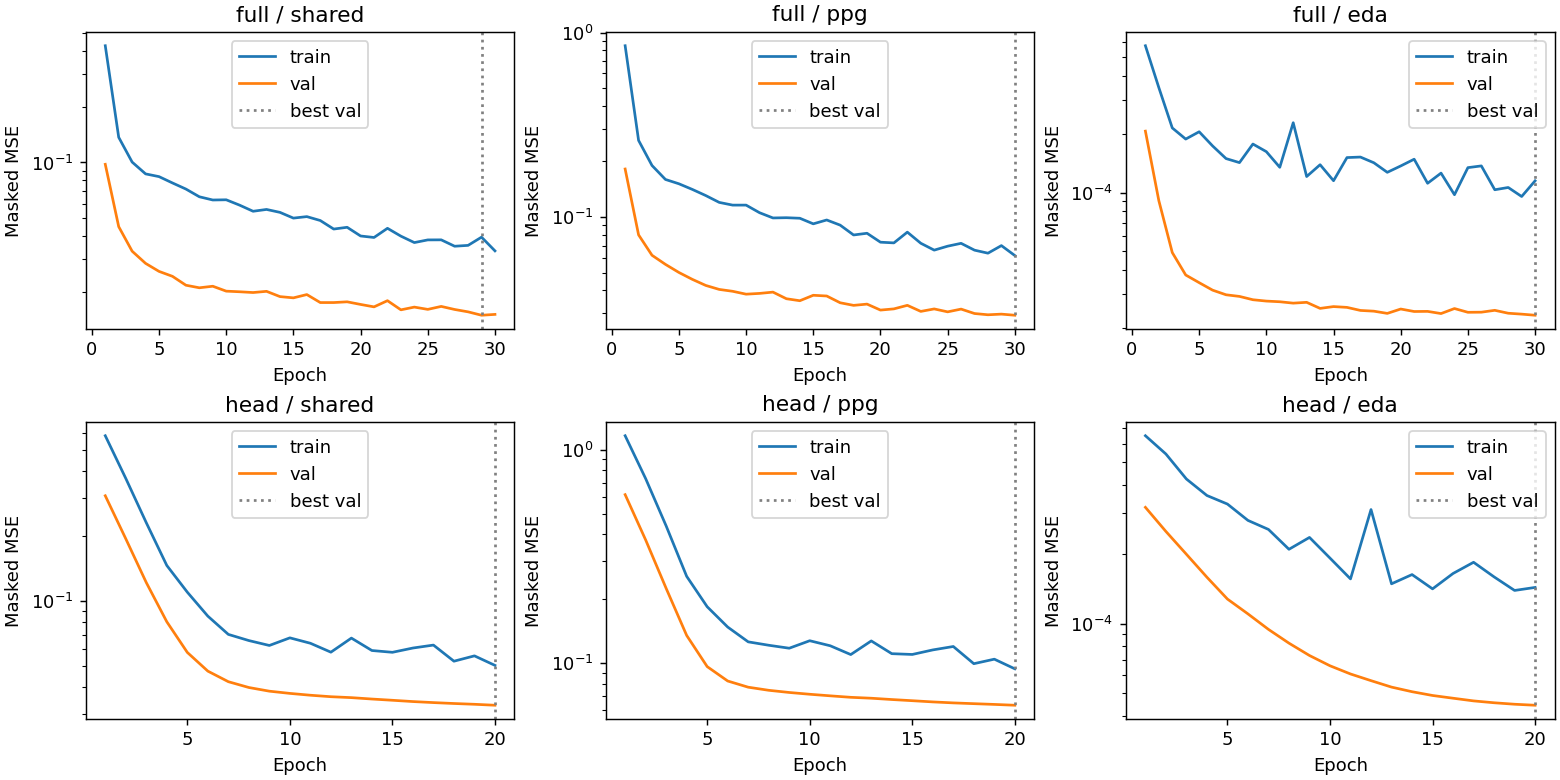 full / shared
Masked MSE
10⁻¹
train
val
best val
0 5 10 15 20 25 30
Epoch
full / ppg
Masked MSE
10⁰
10⁻¹
train
val
best val
0 5 10 15 20 25 30
Epoch
full / eda
Masked MSE
10⁻⁴
train
val
best val
0 5 10 15 20 25 30
Epoch
head / shared
Masked MSE
10⁻¹
train
val
best val
5 10 15 20
Epoch
head / ppg
Masked MSE
10⁰
10⁻¹
train
val
best val
5 10 15 20
Epoch
head / eda
Masked MSE
10⁻⁴
train
val
best val
5 10 15 20
Epoch